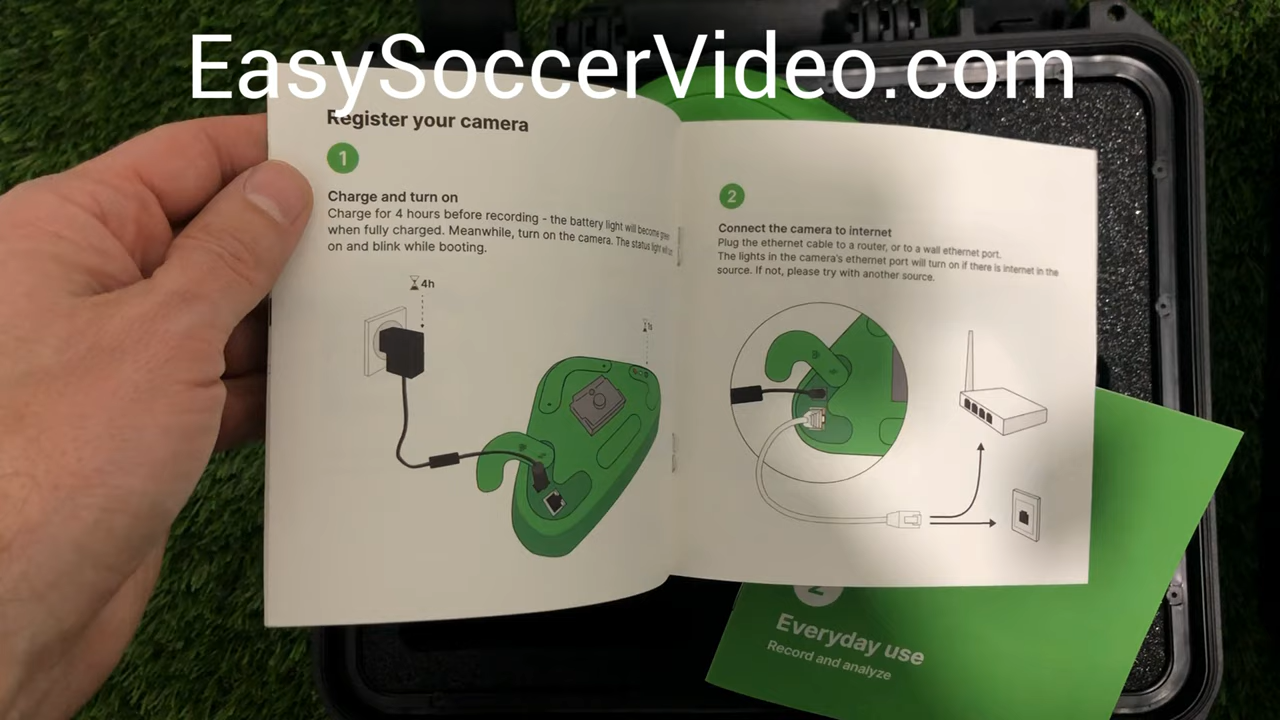 EasySoccerVideo.com
Register your camera
1
Charge and turn on
Charge for 4 hours before recording - the battery light will become green
when fully charged. Meanwhile, turn on the camera. The status light will
on and blink while booting.
4h
2
Connect the camera to internet
Plug the ethernet cable to a router, or to a wall ethernet port.
The lights in the camera's ethernet port will turn on if there is internet in the
source. If not, please try with another source.
2
Everyday use
Record and analyze